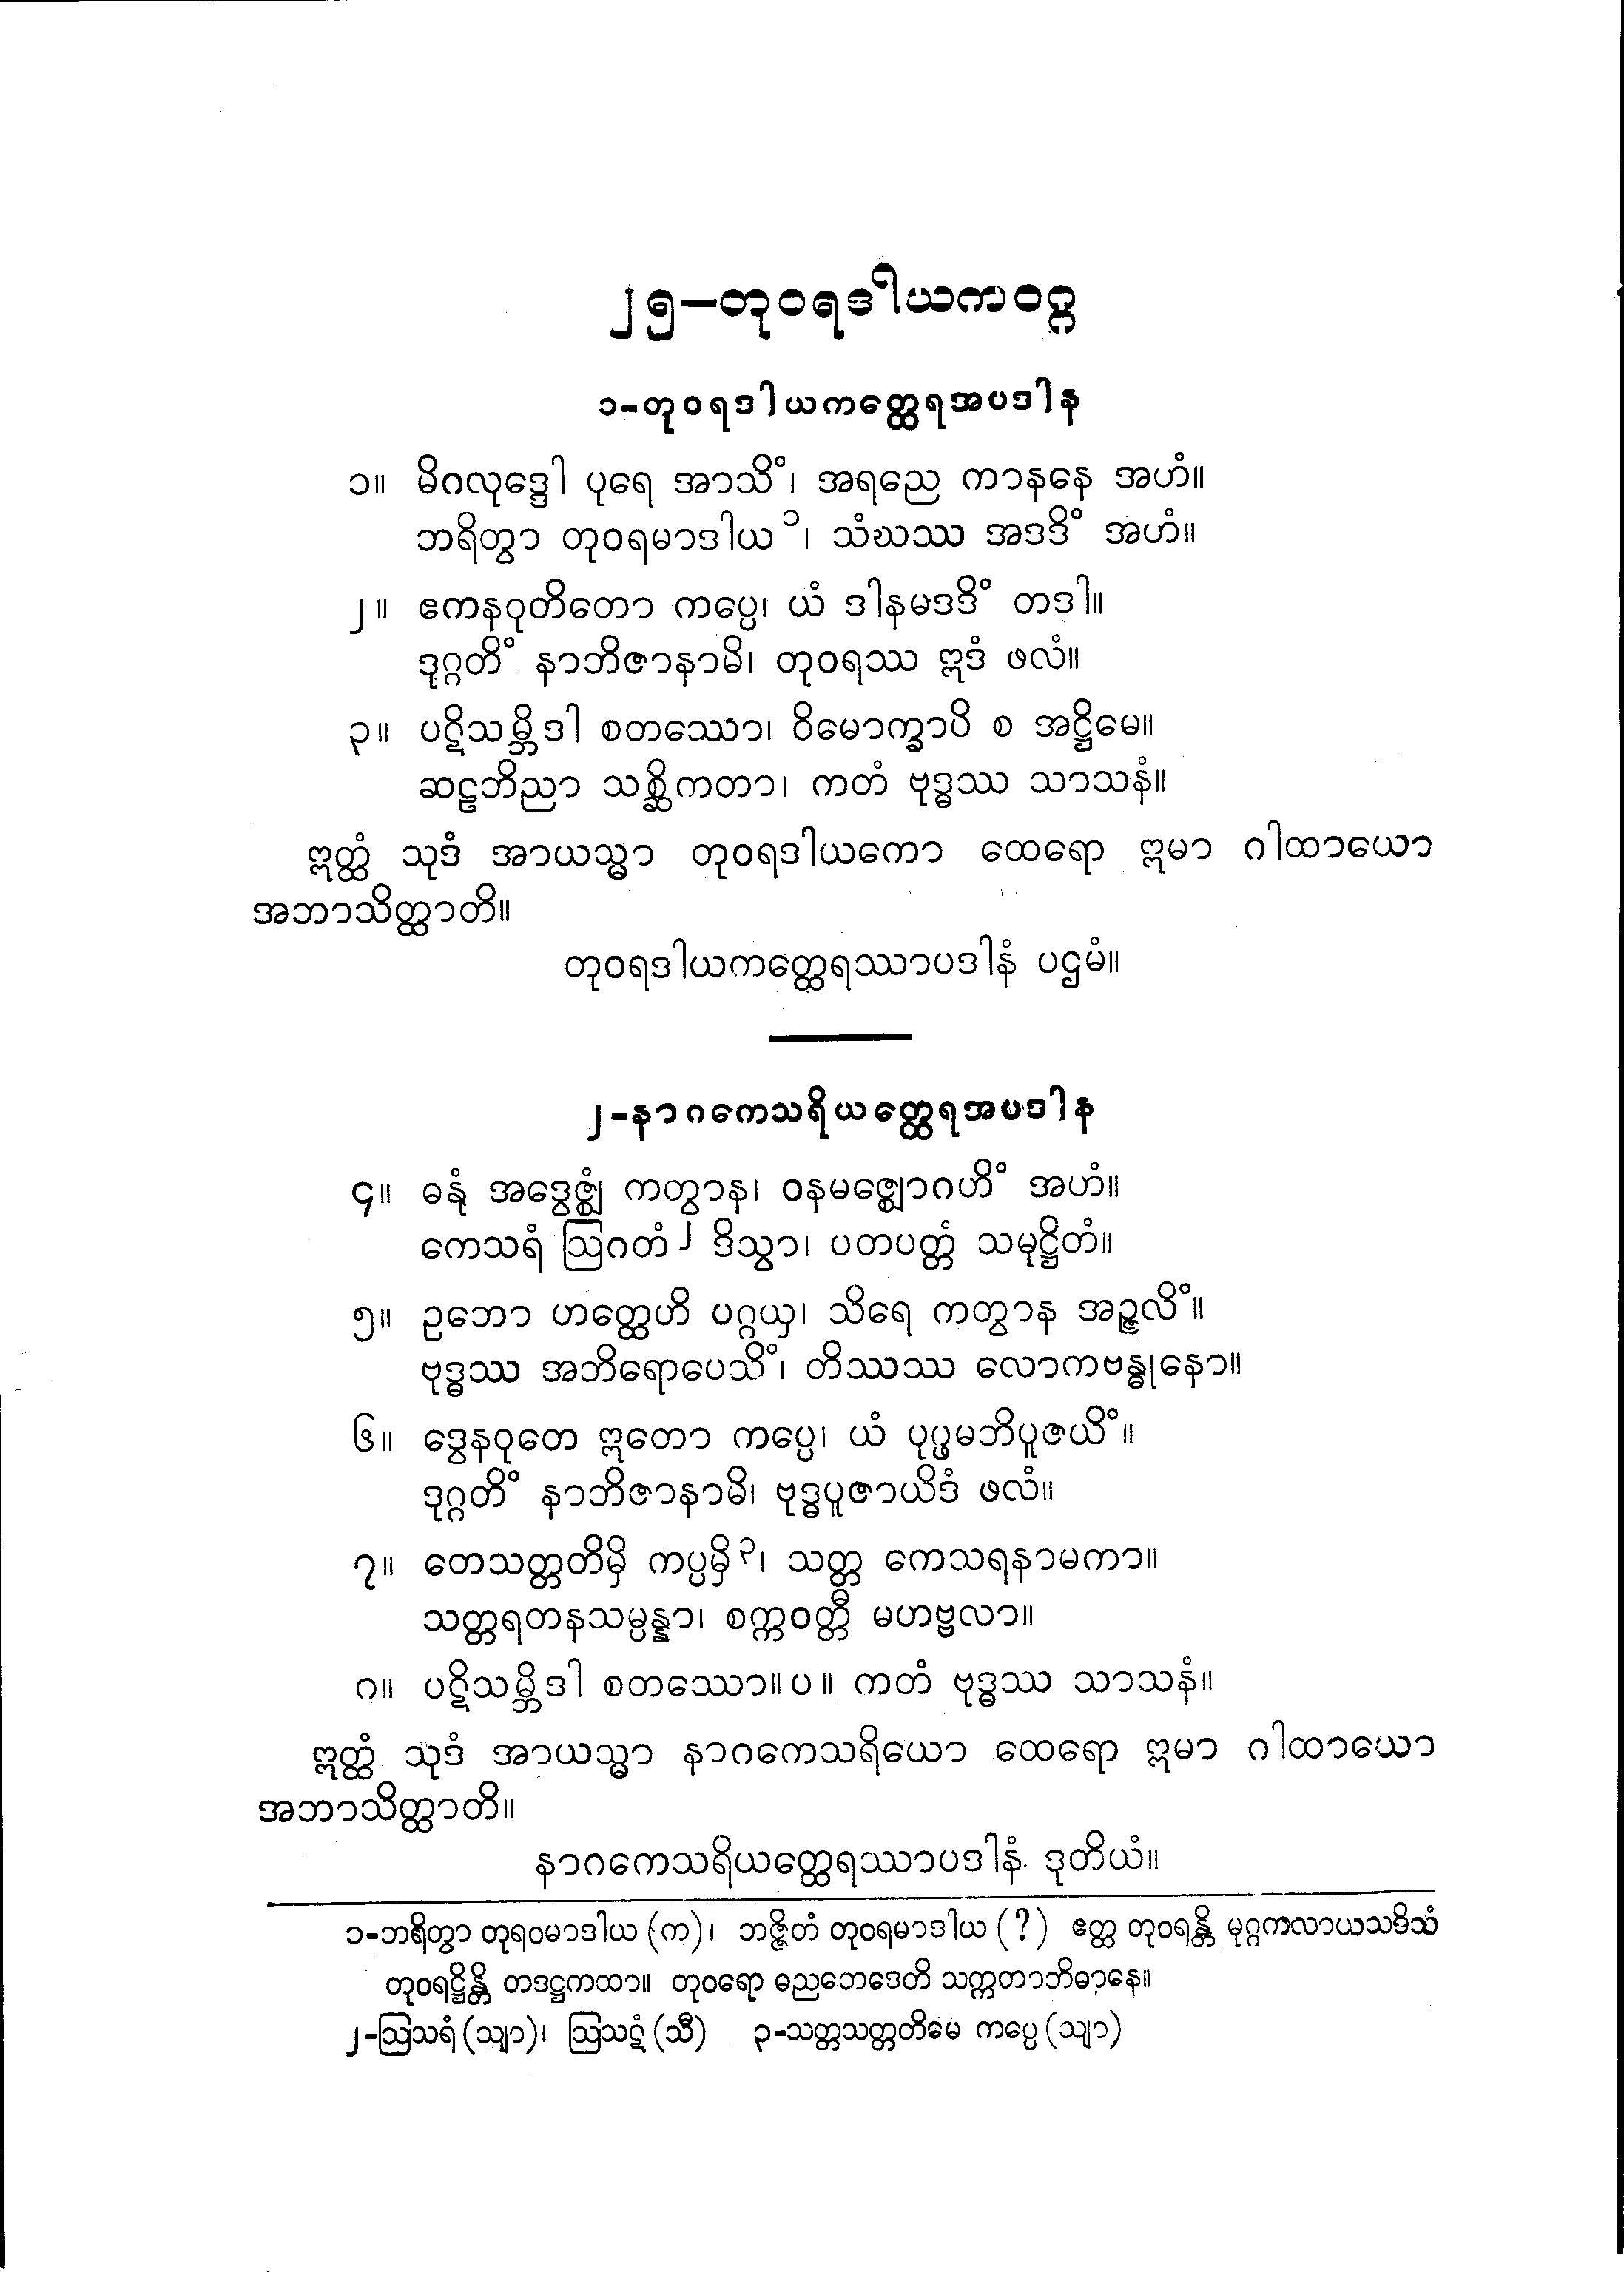 ၂၅–တုဝရဒါယကဝဂ္ဂ
၁-တုဝရဒါယကတ္ထေရအပဒါန
၁။ မိဂလုဒ္ဒေါ ပုရေ အာသိံ၊ အရညေ ကာနနေ အဟံ။
ဘရိတွာ တုဝရမာဒါယ၁၊ သံဃဿ အဒဒိံ အဟံ။
၂။ ဧကနဝုတိတော ကပ္ပေ၊ ယံ ဒါနမဒဒိံ တဒါ။
ဒုဂ္ဂတိံ နာဘိဇာနာမိ၊ တုဝရဿ ဣဒံ ဖလံ။
၃။ ပဋိသမ္ဘိဒါ စတဿော၊ ဝိမောက္ခာပိ စ အဋ္ဌိမေ။
ဆဠဘိညာ သစ္ဆိကတာ၊ ကတံ ဗုဒ္ဓဿ သာသနံ။
ဣတ္ထံ သုဒံ အာယသ္မာ တုဝရဒါယကော ထေရော ဣမာ ဂါထာယော
အဘာသိတ္ထာတိ။
တုဝရဒါယကတ္ထေရဿာပဒါနံ ပဌမံ။
၂-နာဂကေသရိယတ္ထေရအပဒါန
၄။ ဓနုံ အဒွေဇ္ဈံ ကတွာန၊ ဝနမဇ္ဈောဂဟိံ အဟံ။
ကေသရံ ဩဂတံ၂ ဒိသွာ၊ ပတပတ္တံ သမုဋ္ဌိတံ။
၅။ ဥဘော ဟတ္ထေဟိ ပဂ္ဂယှ၊ သိရေ ကတွာန အဉ္ဇလိံ။
ဗုဒ္ဓဿ အဘိရောပေသိံ၊ တိဿဿ လောကဗန္ဓုနော။
၆။ ဒွေနဝုတေ ဣတော ကပ္ပေ၊ ယံ ပုပ္ဖမဘိပူဇယိံ။
ဒုဂ္ဂတိံ နာဘိဇာနာမိ၊ ဗုဒ္ဓပူဇာယိဒံ ဖလံ။
၇။ တေသတ္တတိမှိ ကပ္ပမှိ၃၊ သတ္တ ကေသရနာမကာ။
သတ္တရတနသမ္ပန္နာ၊ စက္ကဝတ္တီ မဟဗ္ဗလာ။
၈။ ပဋိသမ္ဘိဒါ စတဿော။ပ။ ကတံ ဗုဒ္ဓဿ သာသနံ။
ဣတ္ထံ သုဒံ အာယသ္မာ နာဂကေသရိယော ထေရော ဣမာ ဂါထာယော
အဘာသိတ္ထာတိ။
နာဂကေသရိယတ္ထေရဿာပဒါနံ ဒုတိယံ။
၁-ဘရိတွာ တုရဝမာဒါယ (က)၊ ဘဇ္ဇိတံ တုဝရမာဒါယ (?) ဧတ္ထ တုဝရန္တိ မုဂ္ဂကလာယသဒိသံ
တုဝရဋ္ဌိန္တိ တဒဋ္ဌကထာ။ တုဝရော ဓညဘေဒေတိ သက္ကတာဘိဓာနေ။
၂-ဩသရံ (သျာ)၊ ဩသဋံ (သီ) ၃-သတ္တသတ္တတိမေ ကပ္ပေ (သျာ)